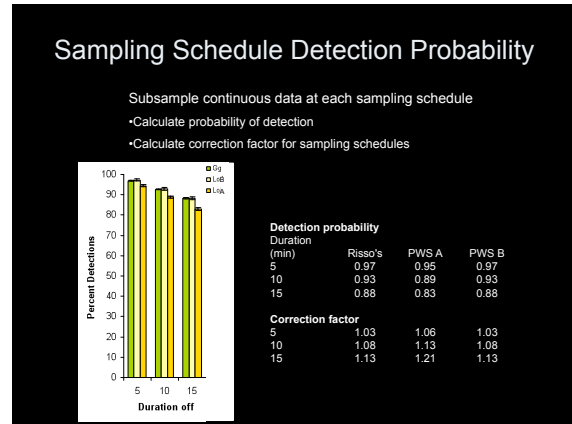 Sampling Schedule Detection Probability
Subsample continuous data at each sampling schedule
•Calculate probability of detection
•Calculate correction factor for sampling schedules
Gg
LoB
LoA
100
90
80
70
60
50
40
30
20
10
0
Percent Detections
5 10 15
Duration off
Detection probability
Duration
(min) Risso's PWS A PWS B
5 0.97 0.95 0.97
10 0.93 0.89 0.93
15 0.88 0.83 0.88
Correction factor
5 1.03 1.06 1.03
10 1.08 1.13 1.08
15 1.13 1.21 1.13